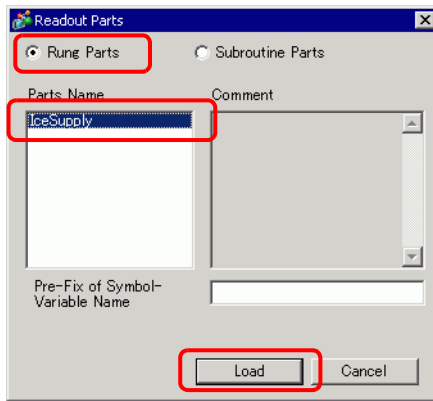 Readout Parts
Rung Parts
Subroutine Parts
Parts Name
Comment
IceSupply
Pre-Fix of Symbol-
Variable Name
Load
Cancel